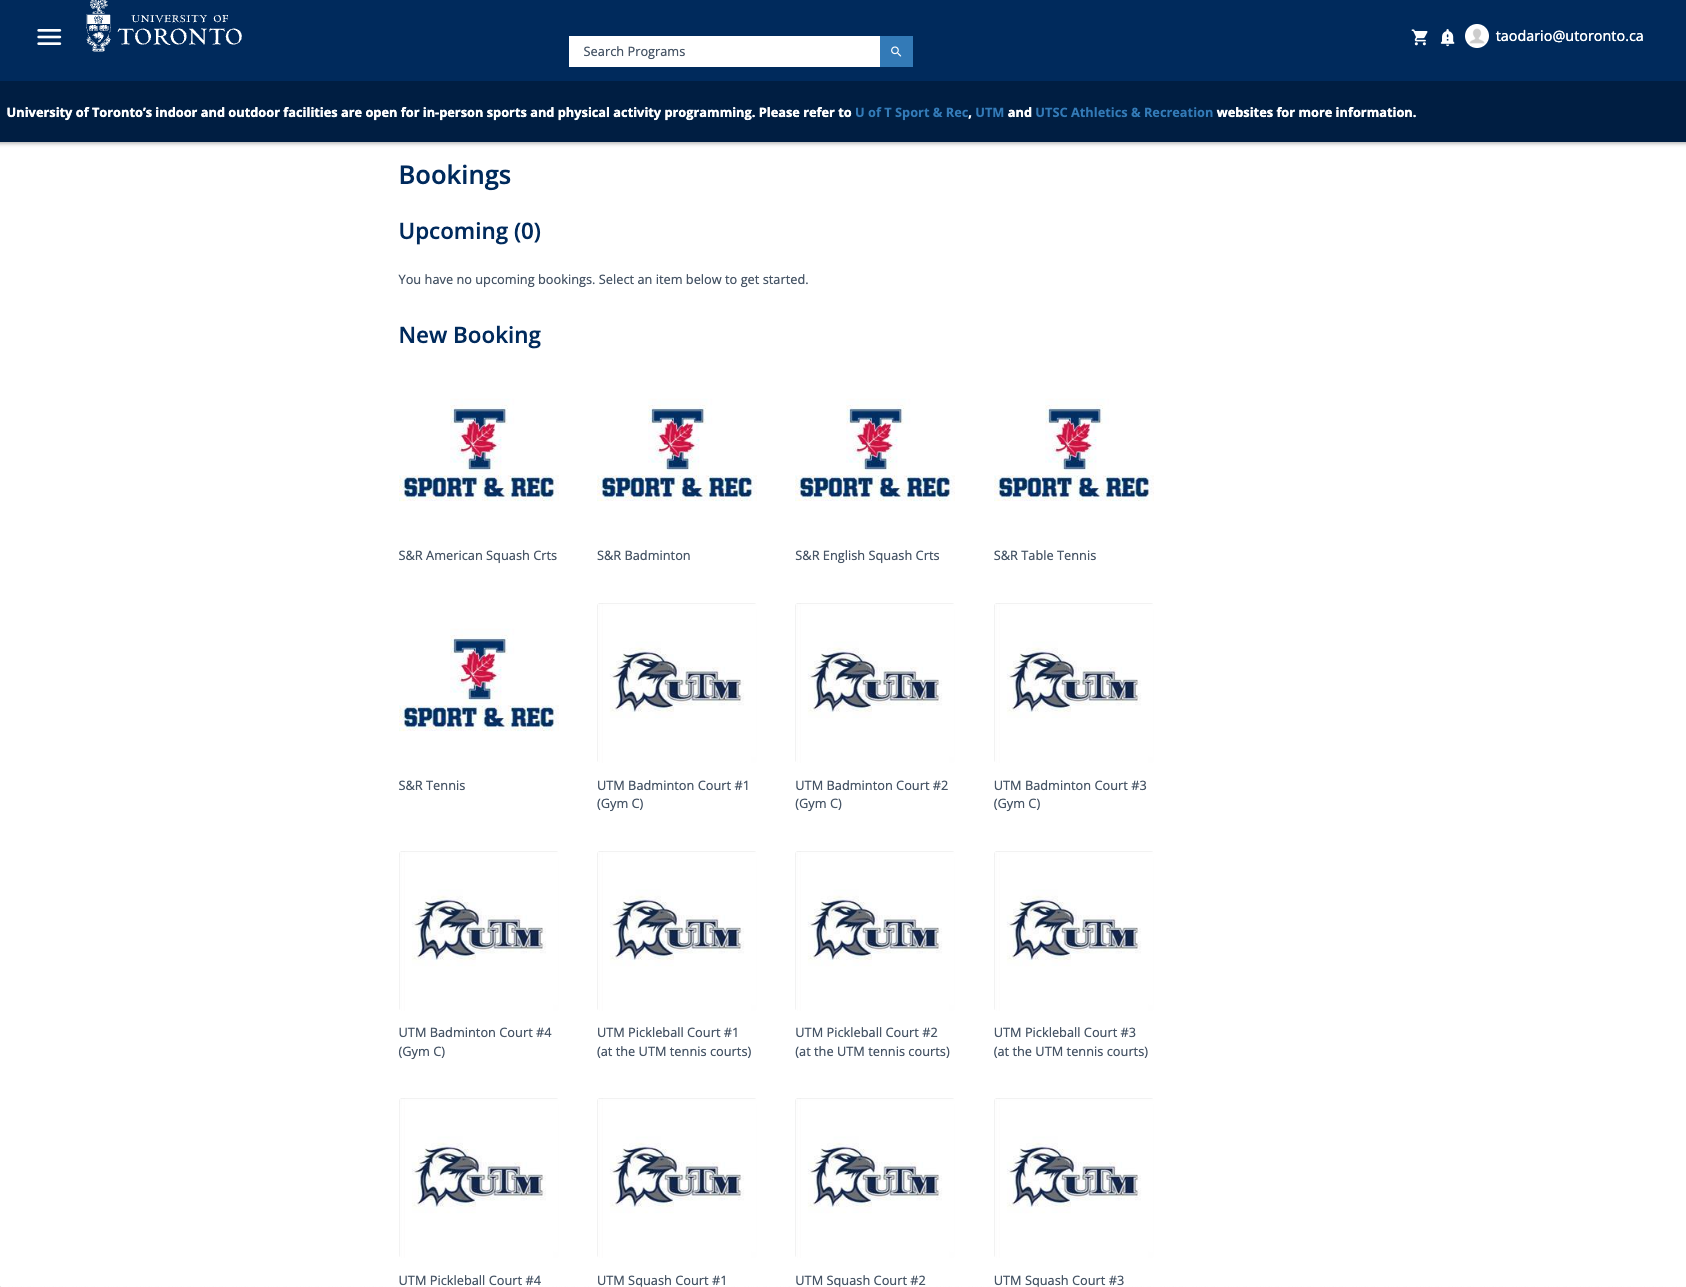 UNIVERSITY OF
TORONTO
Search Programs
taodario@utoronto.ca
University of Toronto's indoor and outdoor facilities are open for in-person sports and physical activity programming. Please refer to U of T Sport & Rec, UTM and UTSC Athletics & Recreation websites for more information.
Bookings
Upcoming (0)
You have no upcoming bookings. Select an item below to get started.
New Booking
T
SPORT & REC
T
SPORT & REC
T
SPORT & REC
T
SPORT & REC
S&R American Squash Crts
S&R Badminton
S&R English Squash Crts
S&R Table Tennis
T
SPORT & REC
UTM
UTM
UTM
S&R Tennis
UTM Badminton Court #1
(Gym C)
UTM Badminton Court #2
(Gym C)
UTM Badminton Court #3
(Gym C)
UTM
UTM
UTM
UTM
UTM Badminton Court #4
(Gym C)
UTM Pickleball Court #1
(at the UTM tennis courts)
UTM Pickleball Court #2
(at the UTM tennis courts)
UTM Pickleball Court #3
(at the UTM tennis courts)
UTM
UTM
UTM
UTM
UTM Pickleball Court #4
UTM Squash Court #1
UTM Squash Court #2
UTM Squash Court #3